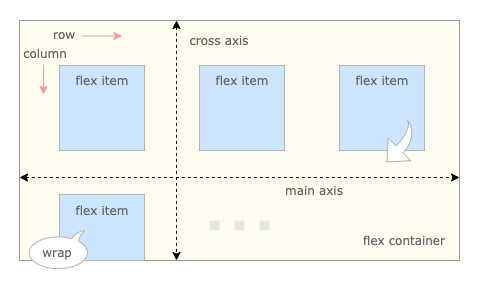 row
cross axis
column
flex item
flex item
flex item
main axis
flex item
flex container
wrap